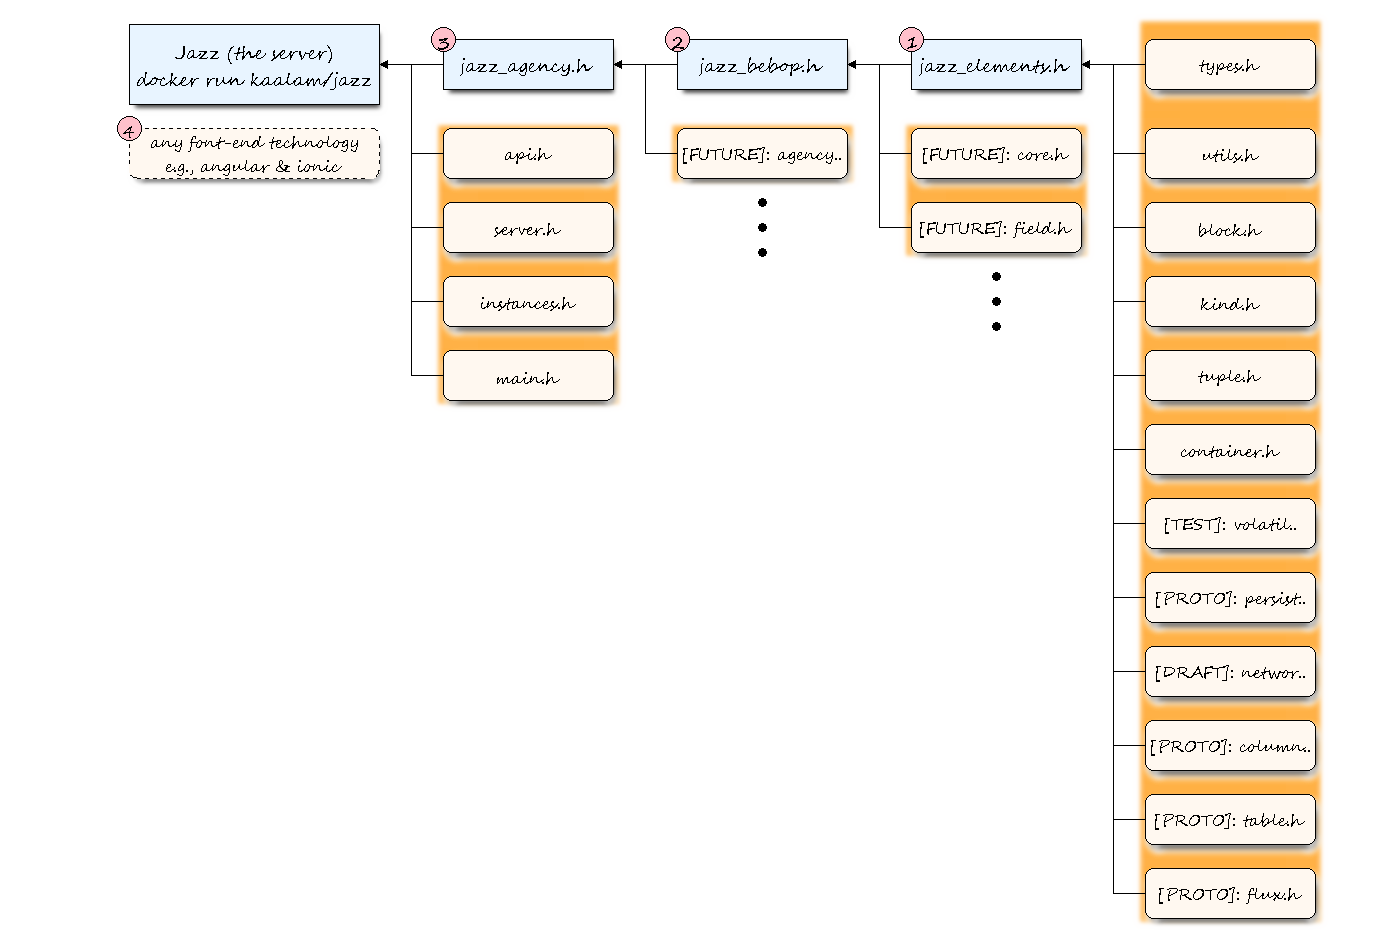 Jazz (the server)
docker run kaalam/jazz
4
any font-end technology
e.g., angular & ionic
3
jazz_agency.h
api.h
server.h
instances.h
main.h
2
jazz_bebop.h
[FUTURE]: agency..
1
jazz_elements.h
[FUTURE]: core.h
[FUTURE]: field.h
types.h
utils.h
block.h
kind.h
tuple.h
container.h
[TEST]: volatil..
[PROTO]: persist..
[DRAFT]: networ..
[PROTO]: column..
[PROTO]: table.h
[PROTO]: flux.h